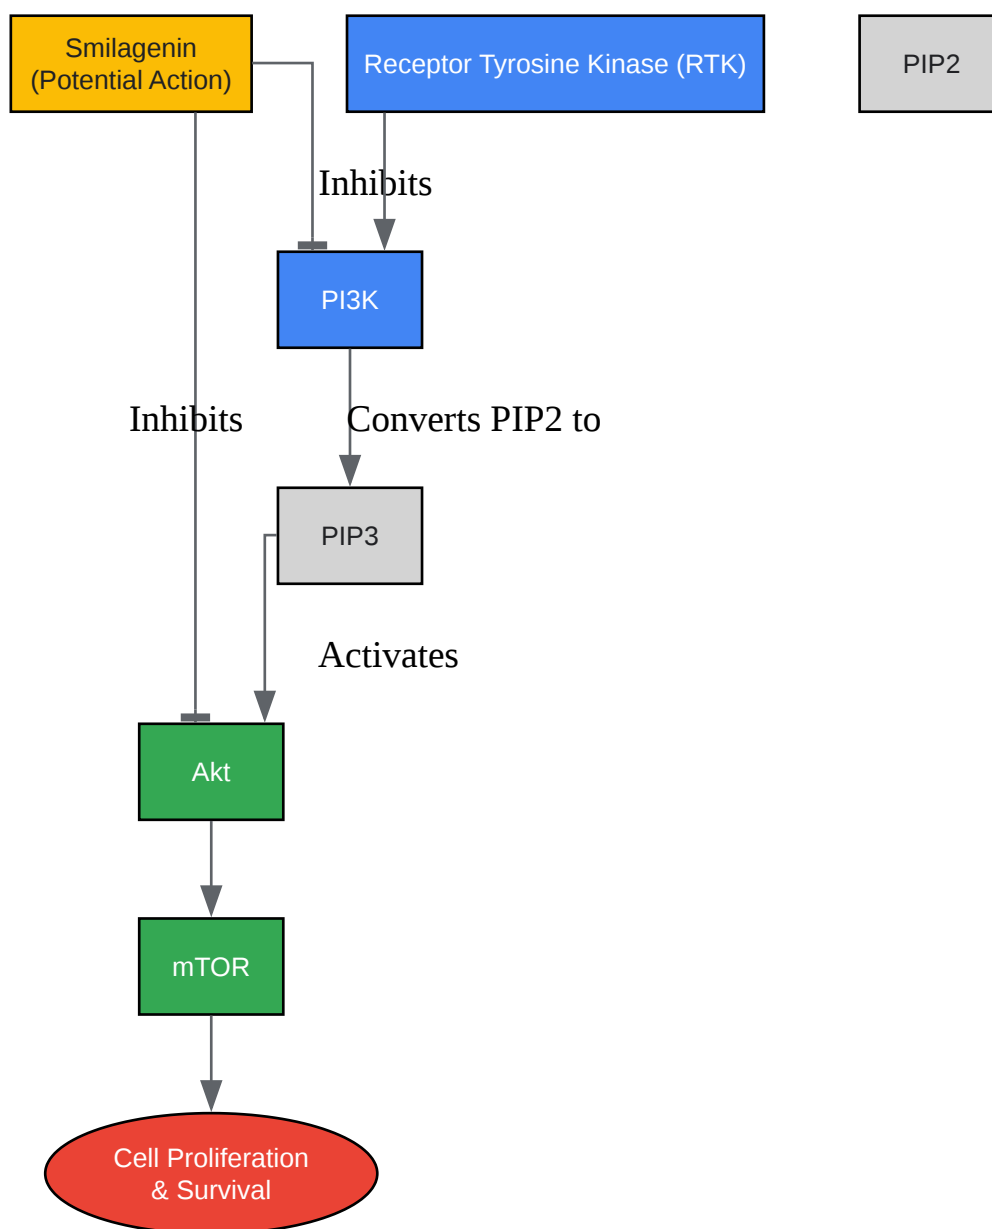 Smilagenin
(Potential Action)
Receptor Tyrosine Kinase (RTK)
PIP2
Inhibits
PI3K
Inhibits
Converts PIP2 to
PIP3
Activates
Akt
mTOR
Cell Proliferation
& Survival